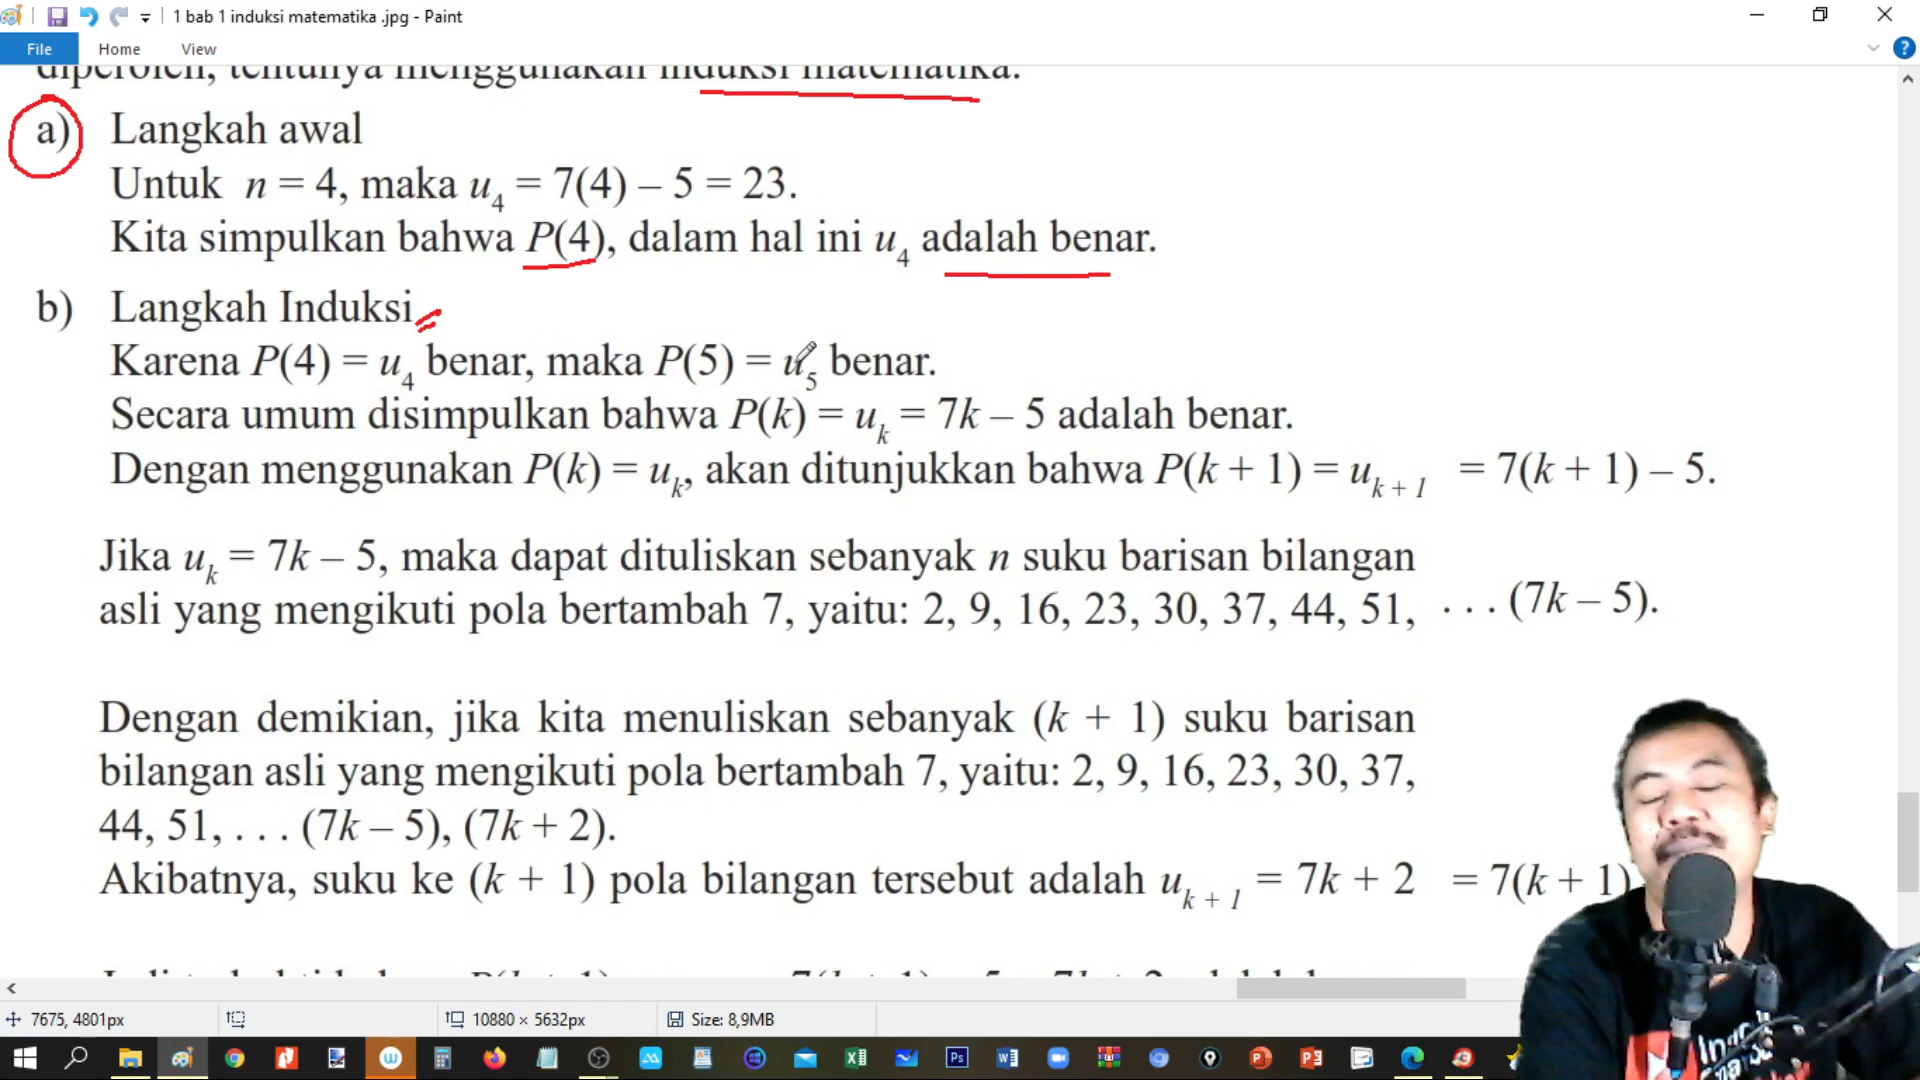 1 bab 1 induksi matematika .jpg - Paint
File Home View
diperoleh, tentunya menggunakan induksi matematika.
a) Langkah awal
Untuk n = 4, maka u4 = 7(4) – 5 = 23.
Kita simpulkan bahwa P(4), dalam hal ini u4 adalah benar.
b) Langkah Induksi
Karena P(4) = u4 benar, maka P(5) = u5 benar.
Secara umum disimpulkan bahwa P(k) = uk = 7k – 5 adalah benar.
Dengan menggunakan P(k) = uk, akan ditunjukkan bahwa P(k + 1) = uk + 1 = 7(k + 1) – 5.
Jika uk = 7k – 5, maka dapat dituliskan sebanyak n suku barisan bilangan
asli yang mengikuti pola bertambah 7, yaitu: 2, 9, 16, 23, 30, 37, 44, 51, . . . (7k – 5).
Dengan demikian, jika kita menuliskan sebanyak (k + 1) suku barisan
bilangan asli yang mengikuti pola bertambah 7, yaitu: 2, 9, 16, 23, 30, 37,
44, 51, . . . (7k – 5), (7k + 2).
Akibatnya, suku ke (k + 1) pola bilangan tersebut adalah uk + 1 = 7k + 2 = 7(k + 1)
7675, 4801px
10880 × 5632px
Size: 8,9MB